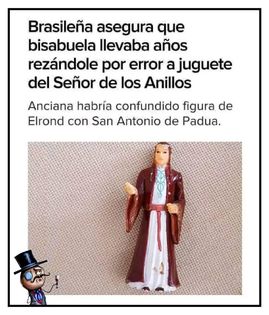 Brasileña asegura que
bisabuela llevaba años
rezándole por error a juguete
del Señor de los Anillos
Anciana habría confundido figura de
Elrond con San Antonio de Padua.